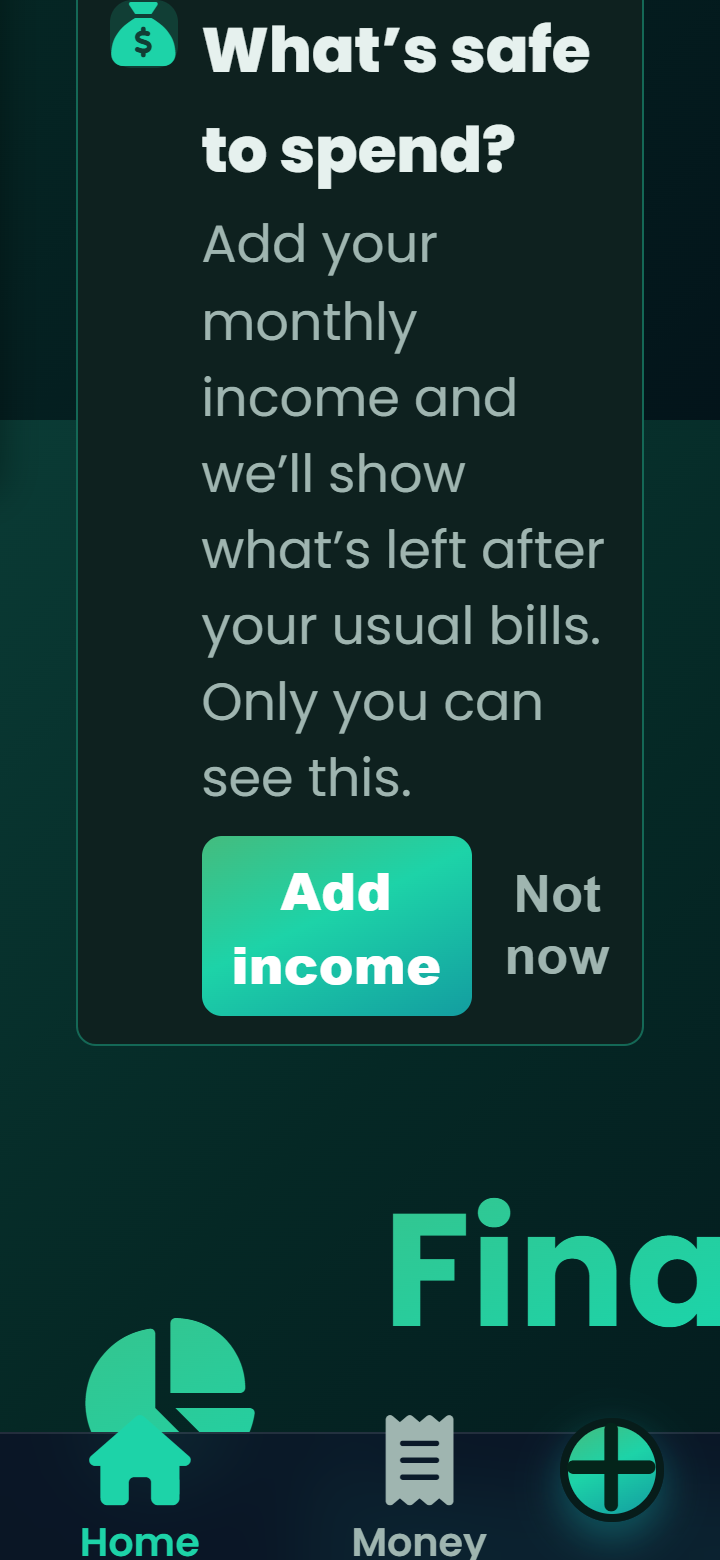 What’s safe
to spend?
Add your
monthly
income and
we’ll show
what’s left after
your usual bills.
Only you can
see this.
Add
income
Not
now
Fina
Home
Money